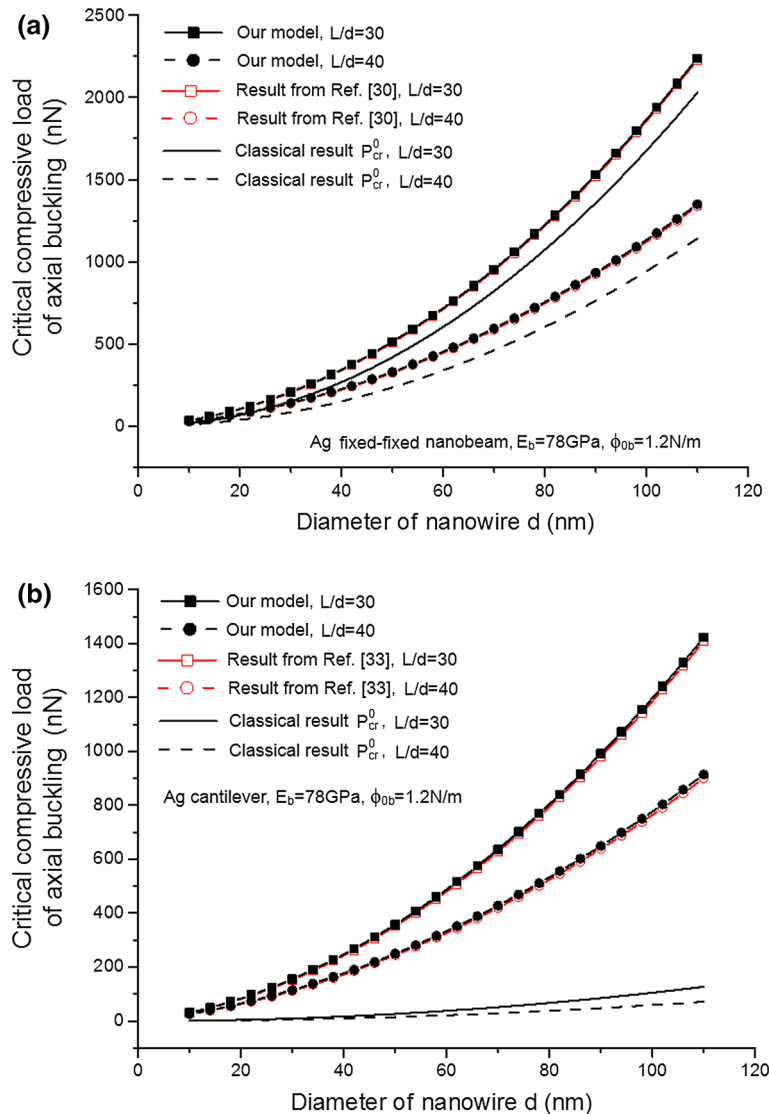 (a)
Our model, L/d=30
Our model, L/d=40
Result from Ref. [30], L/d=30
Result from Ref. [30], L/d=40
Classical result P⁰cr, L/d=30
Classical result P⁰cr, L/d=40
2500
2000
1500
1000
500
0
Critical compressive load
of axial buckling (nN)
Ag fixed-fixed nanobeam, Eb=78GPa, ϕ0b=1.2N/m
0 20 40 60 80 100 120
Diameter of nanowire d (nm)
(b)
Our model, L/d=30
Our model, L/d=40
Result from Ref. [33], L/d=30
Result from Ref. [33], L/d=40
Classical result P⁰cr, L/d=30
Classical result P⁰cr, L/d=40
Ag cantilever, Eb=78GPa, ϕ0b=1.2N/m
1600
1400
1200
1000
800
600
400
200
0
Critical compressive load
of axial buckling (nN)
0 20 40 60 80 100 120
Diameter of nanowire d (nm)